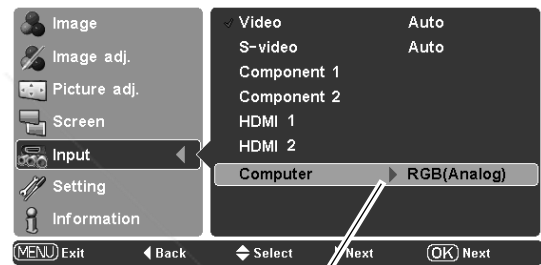 Image
Image adj.
Picture adj.
Screen
Input
Setting
Information
Video Auto
S-video Auto
Component 1
Component 2
HDMI 1
HDMI 2
Computer RGB(Analog)
MENU Exit Back Select Next OK Next